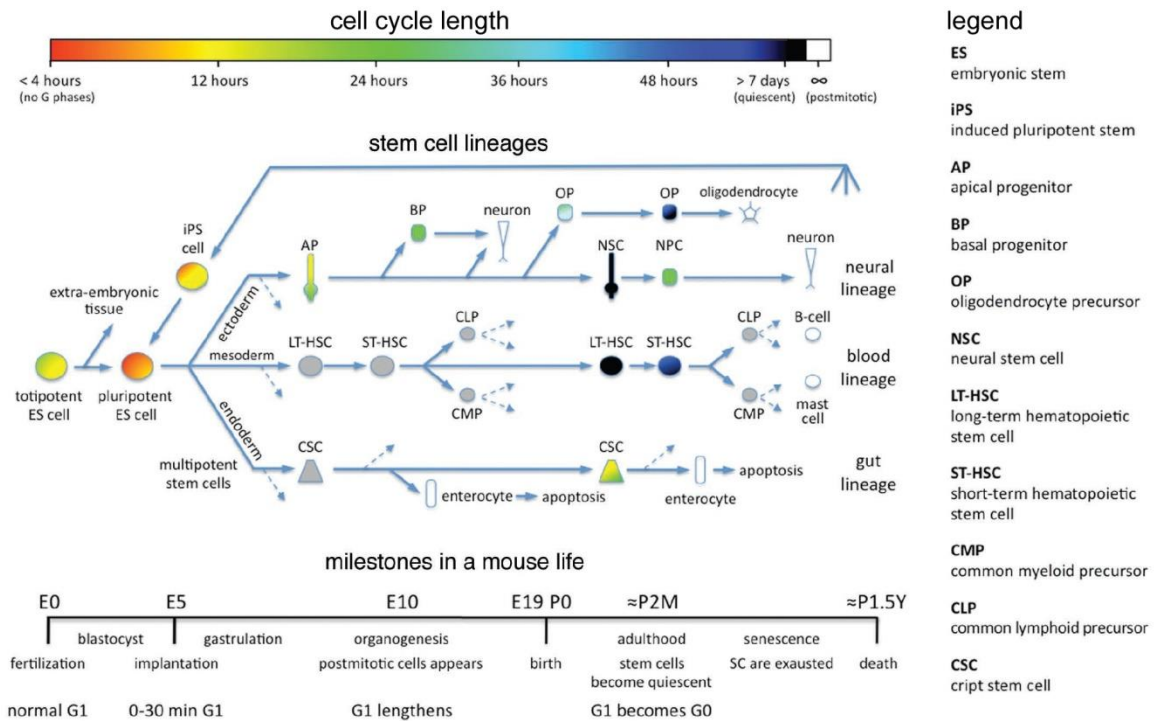 cell cycle length
< 4 hours
(no G phases)
12 hours
24 hours
36 hours
48 hours
> 7 days
(quiescent)
∞
(postmitotic)
stem cell lineages
iPS
cell
extra-embryonic
tissue
totipotent
ES cell
pluripotent
ES cell
ectoderm
mesoderm
endoderm
multipotent
stem cells
AP
BP
neuron
OP
OP
oligodendrocyte
NSC
NPC
neuron
neural
lineage
LT-HSC
ST-HSC
CLP
CMP
LT-HSC
ST-HSC
CLP
B-cell
CMP
mast
cell
blood
lineage
CSC
enterocyte
apoptosis
CSC
enterocyte
apoptosis
gut
lineage
milestones in a mouse life
E0
E5
E10
E19 P0
≈P2M
≈P1.5Y
blastocyst
gastrulation
organogenesis
adulthood
senescence
fertilization
implantation
postmitotic cells appears
birth
stem cells
become quiescent
SC are exausted
death
normal G1
0-30 min G1
G1 lengthens
G1 becomes G0
legend
ES
embryonic stem
iPS
induced pluripotent stem
AP
apical progenitor
BP
basal progenitor
OP
oligodendrocyte precursor
NSC
neural stem cell
LT-HSC
long-term hematopoietic
stem cell
ST-HSC
short-term hematopoietic
stem cell
CMP
common myeloid precursor
CLP
common lymphoid precursor
CSC
cript stem cell